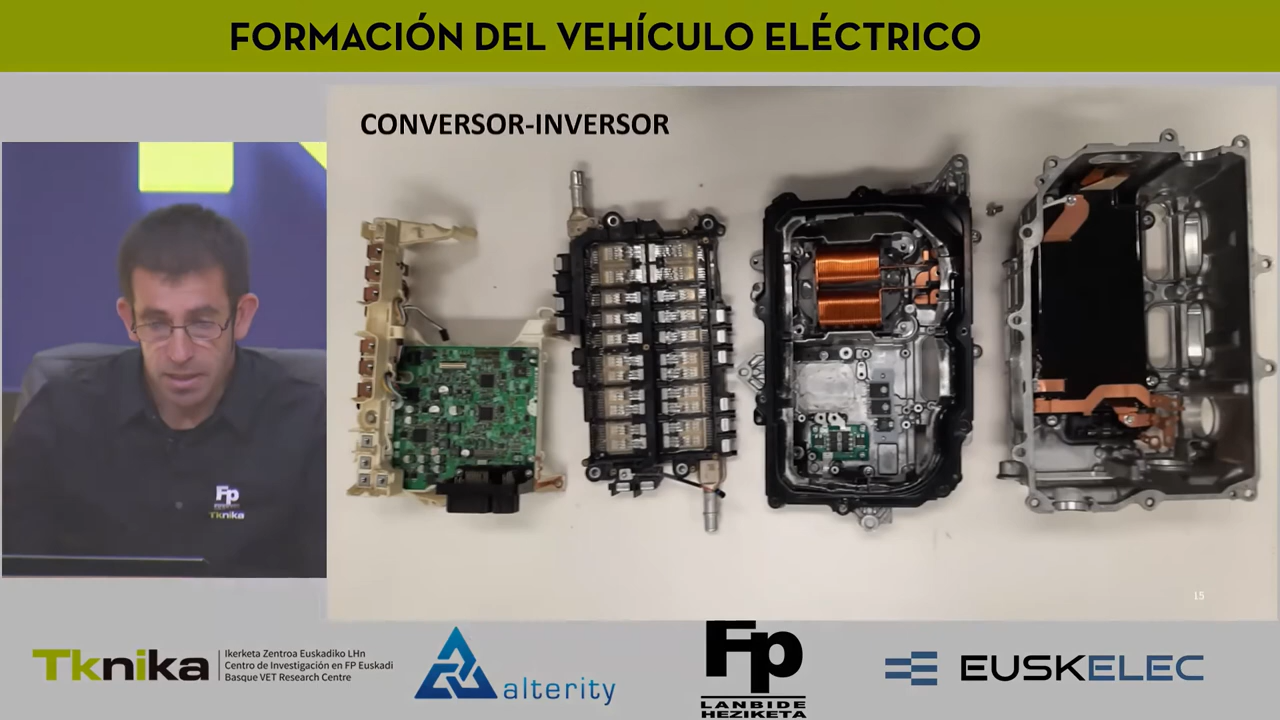 FORMACIÓN DEL VEHÍCULO ELÉCTRICO
CONVERSOR-INVERSOR
Fp
Tknika
15
Tknika
Ikerketa Zentroa Euskadiko LHn
Centro de Investigación en FP Euskadi
Basque VET Research Centre
alterity
Fp
LANBIDE
HEZIKETA
EUSKELEC